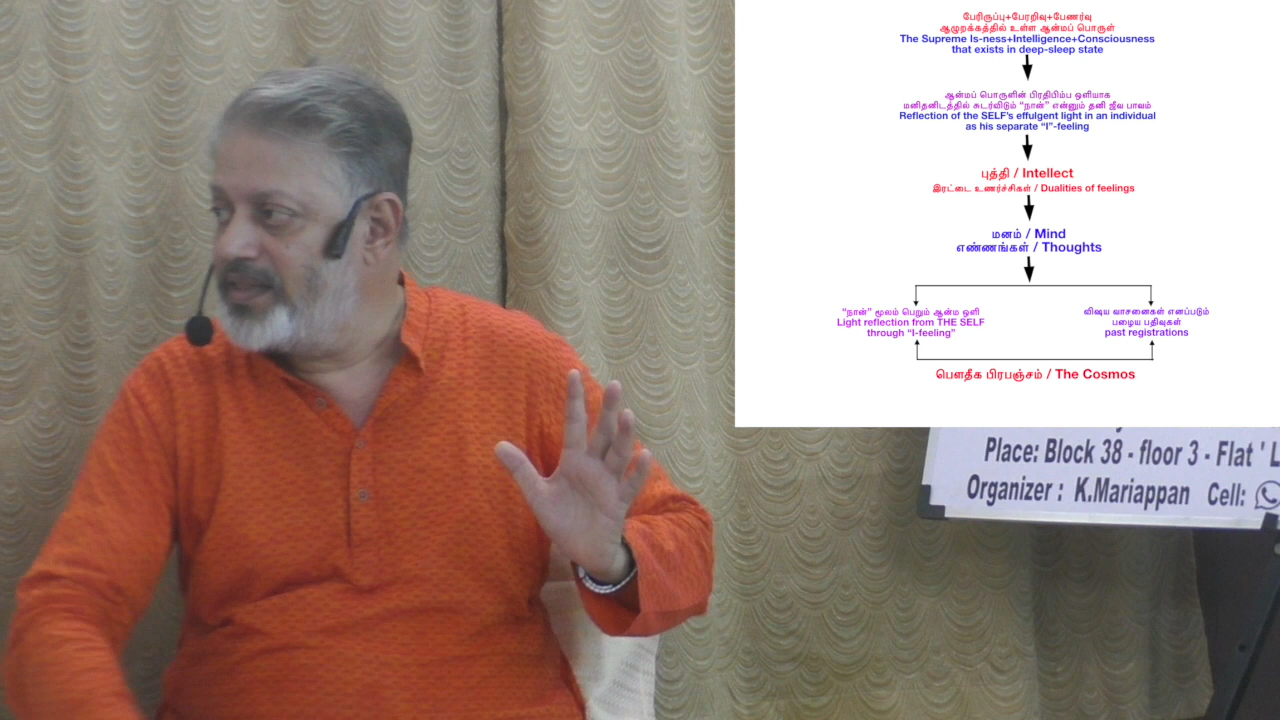 பேரிருப்பு+பேரறிவு+பேணர்வு
ஆழுறக்கத்தில் உள்ள ஆன்மப் பொருள்
The Supreme Is-ness+Intelligence+Consciousness
that exists in deep-sleep state
ஆன்மப் பொருளின் பிரதிபிம்ப ஒளியாக
மனிதனிடத்தில் சுடர்விடும் “நான்” என்னும் தனி ஜீவ பாவம்
Reflection of the SELF’s effulgent light in an individual
as his separate “I”-feeling
புத்தி / Intellect
இரட்டை உணர்ச்சிகள் / Dualities of feelings
மனம் / Mind
எண்ணங்கள் / Thoughts
“நான்” மூலம் பெறும் ஆன்ம ஒளி
Light reflection from THE SELF
through “I-feeling”
விஷய வாசனைகள் எனப்படும்
பழைய பதிவுகள்
past registrations
பௌதீக பிரபஞ்சம் / The Cosmos
Place: Block 38 - floor 3 - Flat ' L
Organizer : K.Mariappan Cell: